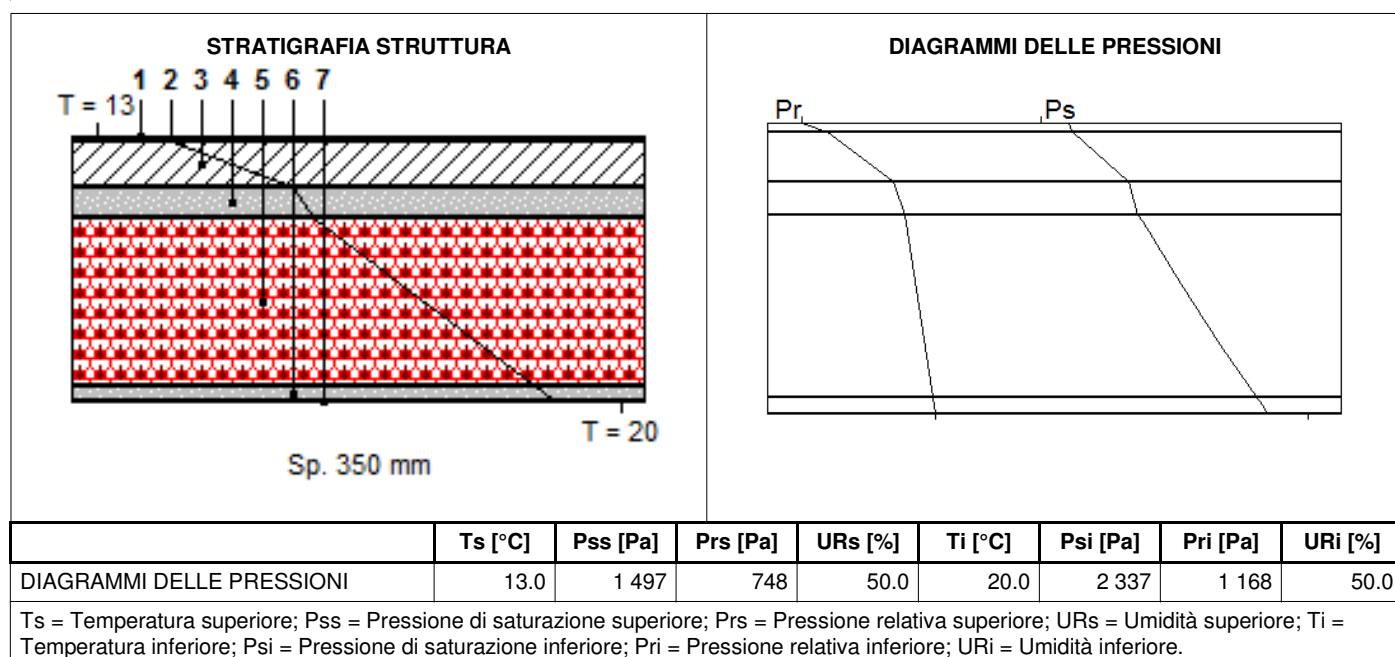 STRATIGRAFIA STRUTTURA
1 2 3 4 5 6 7
T = 13
T = 20
Sp. 350 mm
DIAGRAMMI DELLE PRESSIONI
Pr
Ps
Ts [°C] Pss [Pa] Prs [Pa] URs [%] Ti [°C] Psi [Pa] Pri [Pa] URi [%]
DIAGRAMMI DELLE PRESSIONI 13.0 1 497 748 50.0 20.0 2 337 1 168 50.0
Ts = Temperatura superiore; Pss = Pressione di saturazione superiore; Prs = Pressione relativa superiore; URs = Umidità superiore; Ti =
Temperatura inferiore; Psi = Pressione di saturazione inferiore; Pri = Pressione relativa inferiore; URi = Umidità inferiore.